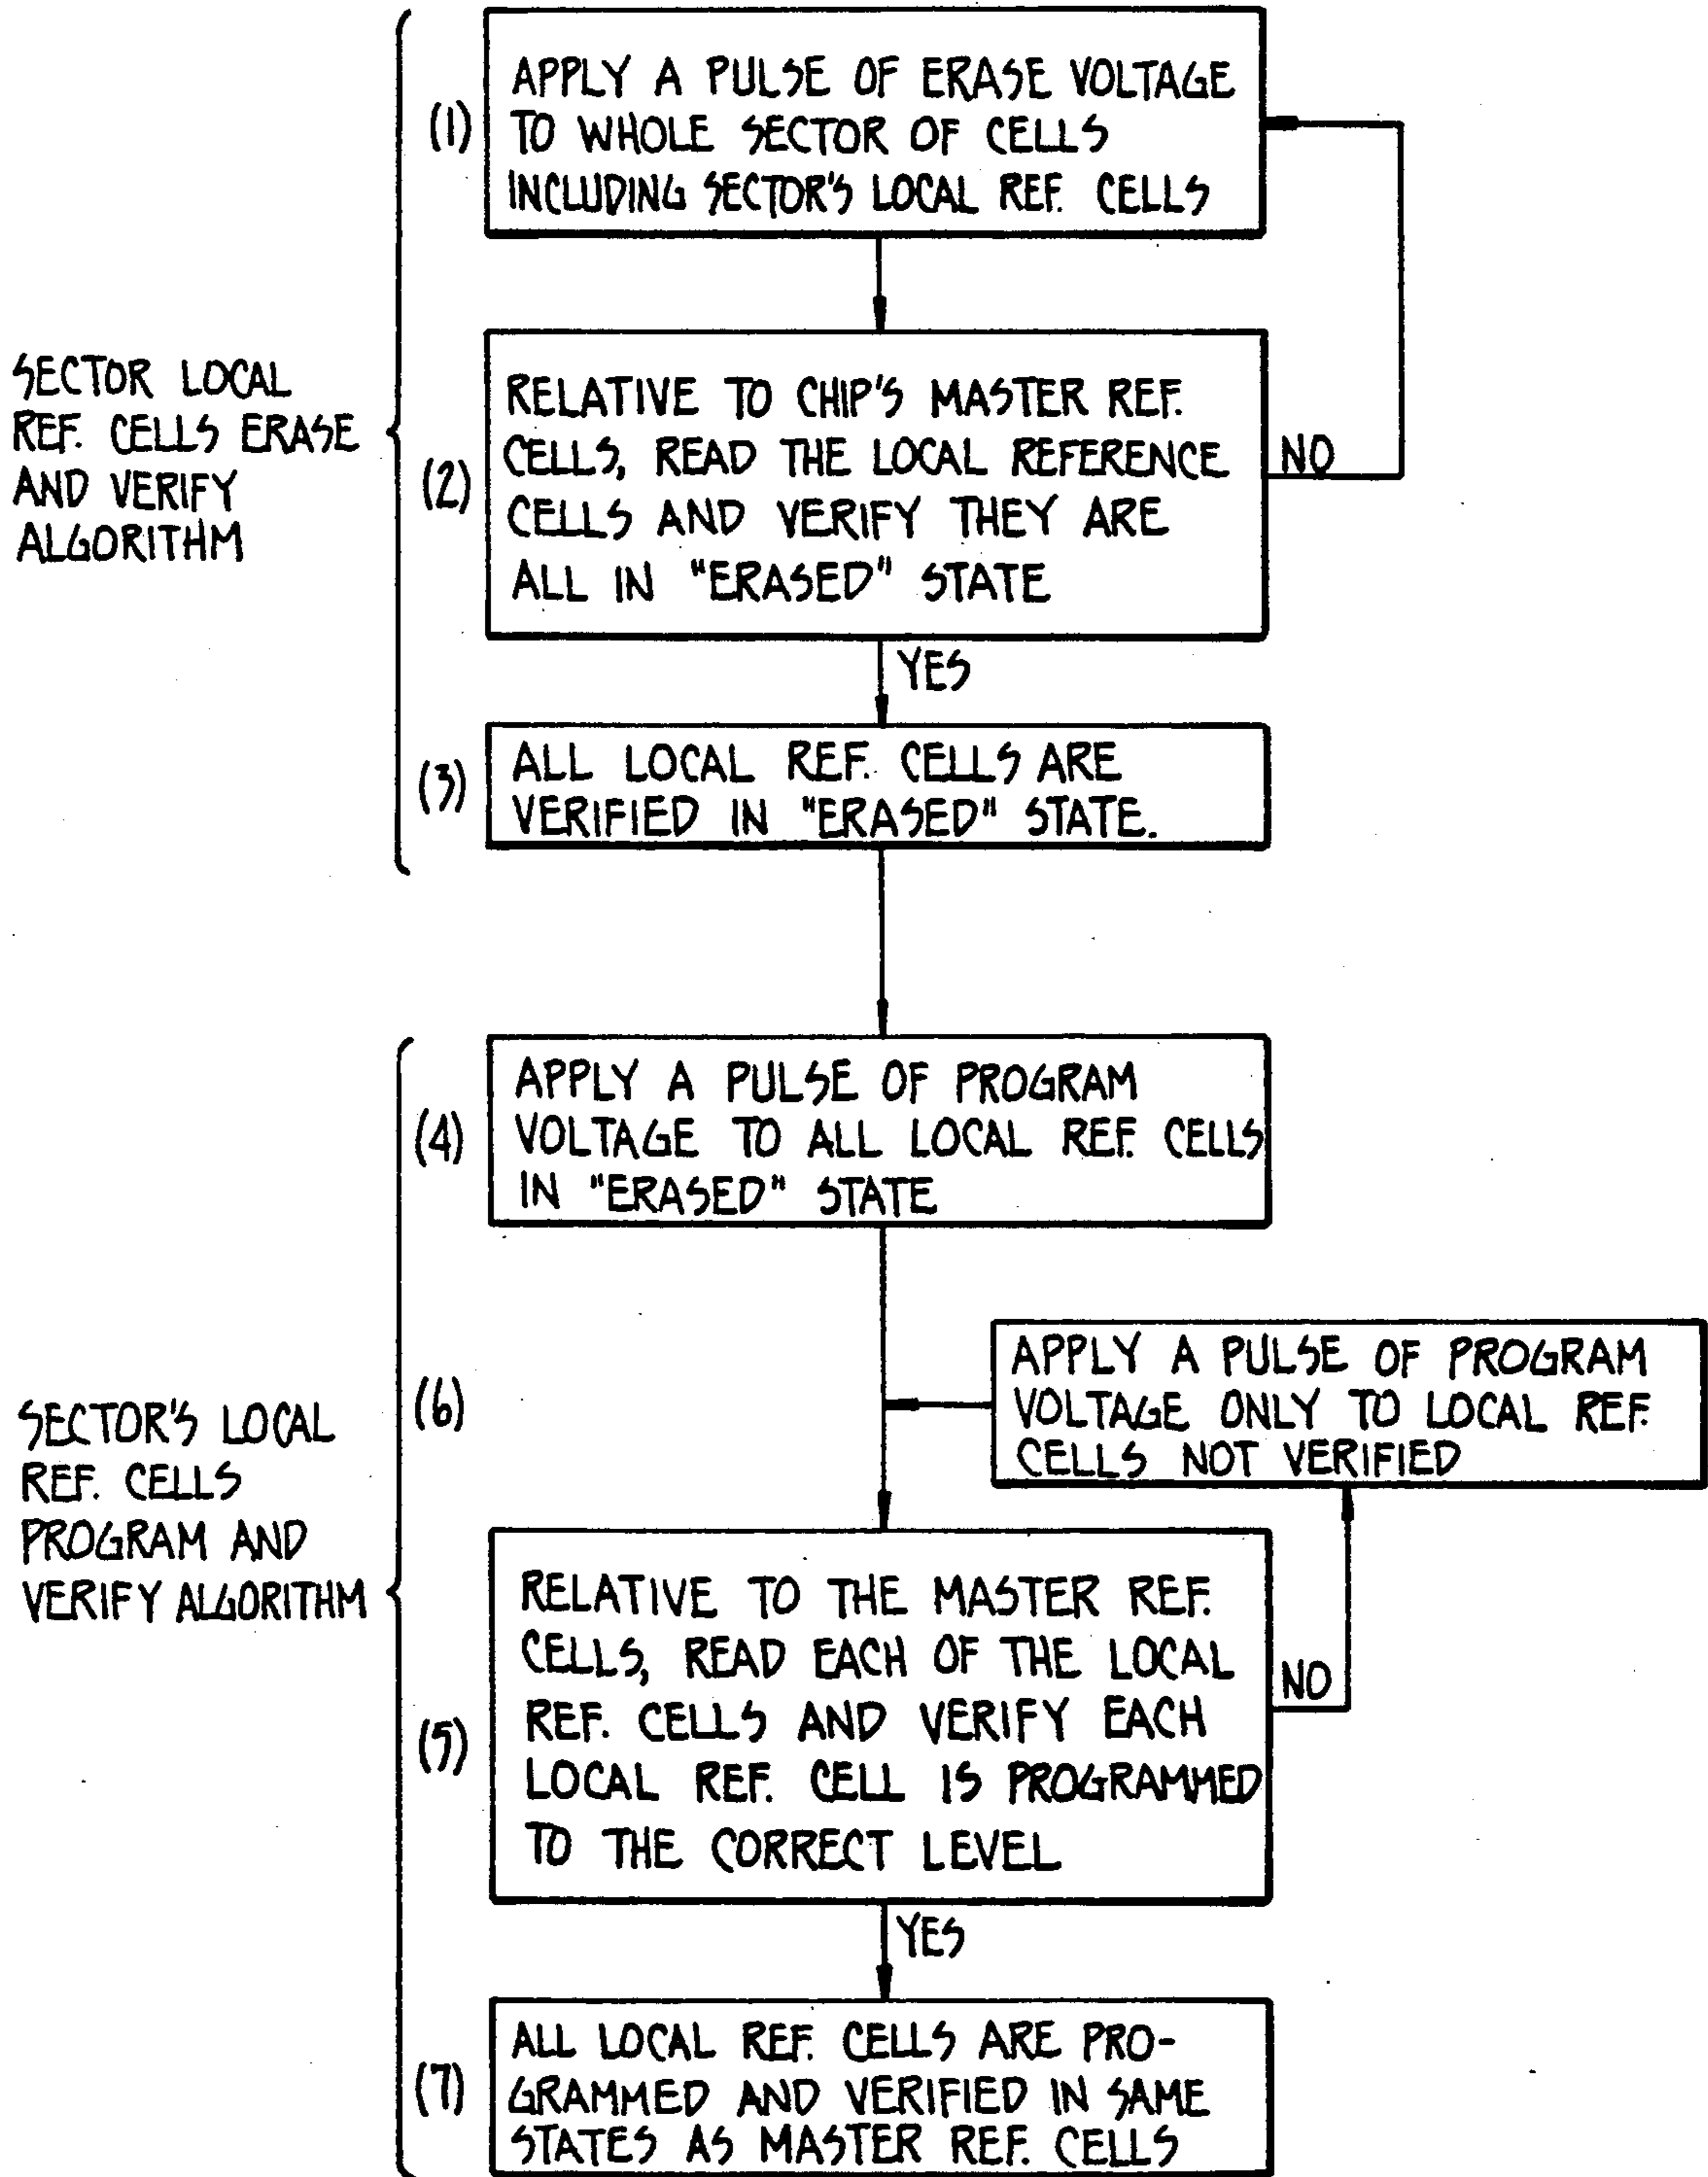 (1)
APPLY A PULSE OF ERASE VOLTAGE
TO WHOLE SECTOR OF CELLS
INCLUDING SECTOR'S LOCAL REF. CELLS
SECTOR LOCAL
REF. CELLS ERASE
AND VERIFY
ALGORITHM
(2)
RELATIVE TO CHIP'S MASTER REF.
CELLS, READ THE LOCAL REFERENCE
CELLS AND VERIFY THEY ARE
ALL IN "ERASED" STATE
NO
YES
(3)
ALL LOCAL REF. CELLS ARE
VERIFIED IN "ERASED" STATE.
(4)
APPLY A PULSE OF PROGRAM
VOLTAGE TO ALL LOCAL REF. CELLS
IN "ERASED" STATE
(6)
APPLY A PULSE OF PROGRAM
VOLTAGE ONLY TO LOCAL REF.
CELLS NOT VERIFIED
SECTOR'S LOCAL
REF. CELLS
PROGRAM AND
VERIFY ALGORITHM
(5)
RELATIVE TO THE MASTER REF.
CELLS, READ EACH OF THE LOCAL
REF. CELLS AND VERIFY EACH
LOCAL REF. CELL IS PROGRAMMED
TO THE CORRECT LEVEL
NO
YES
(7)
ALL LOCAL REF. CELLS ARE PRO-
GRAMMED AND VERIFIED IN SAME
STATES AS MASTER REF. CELLS